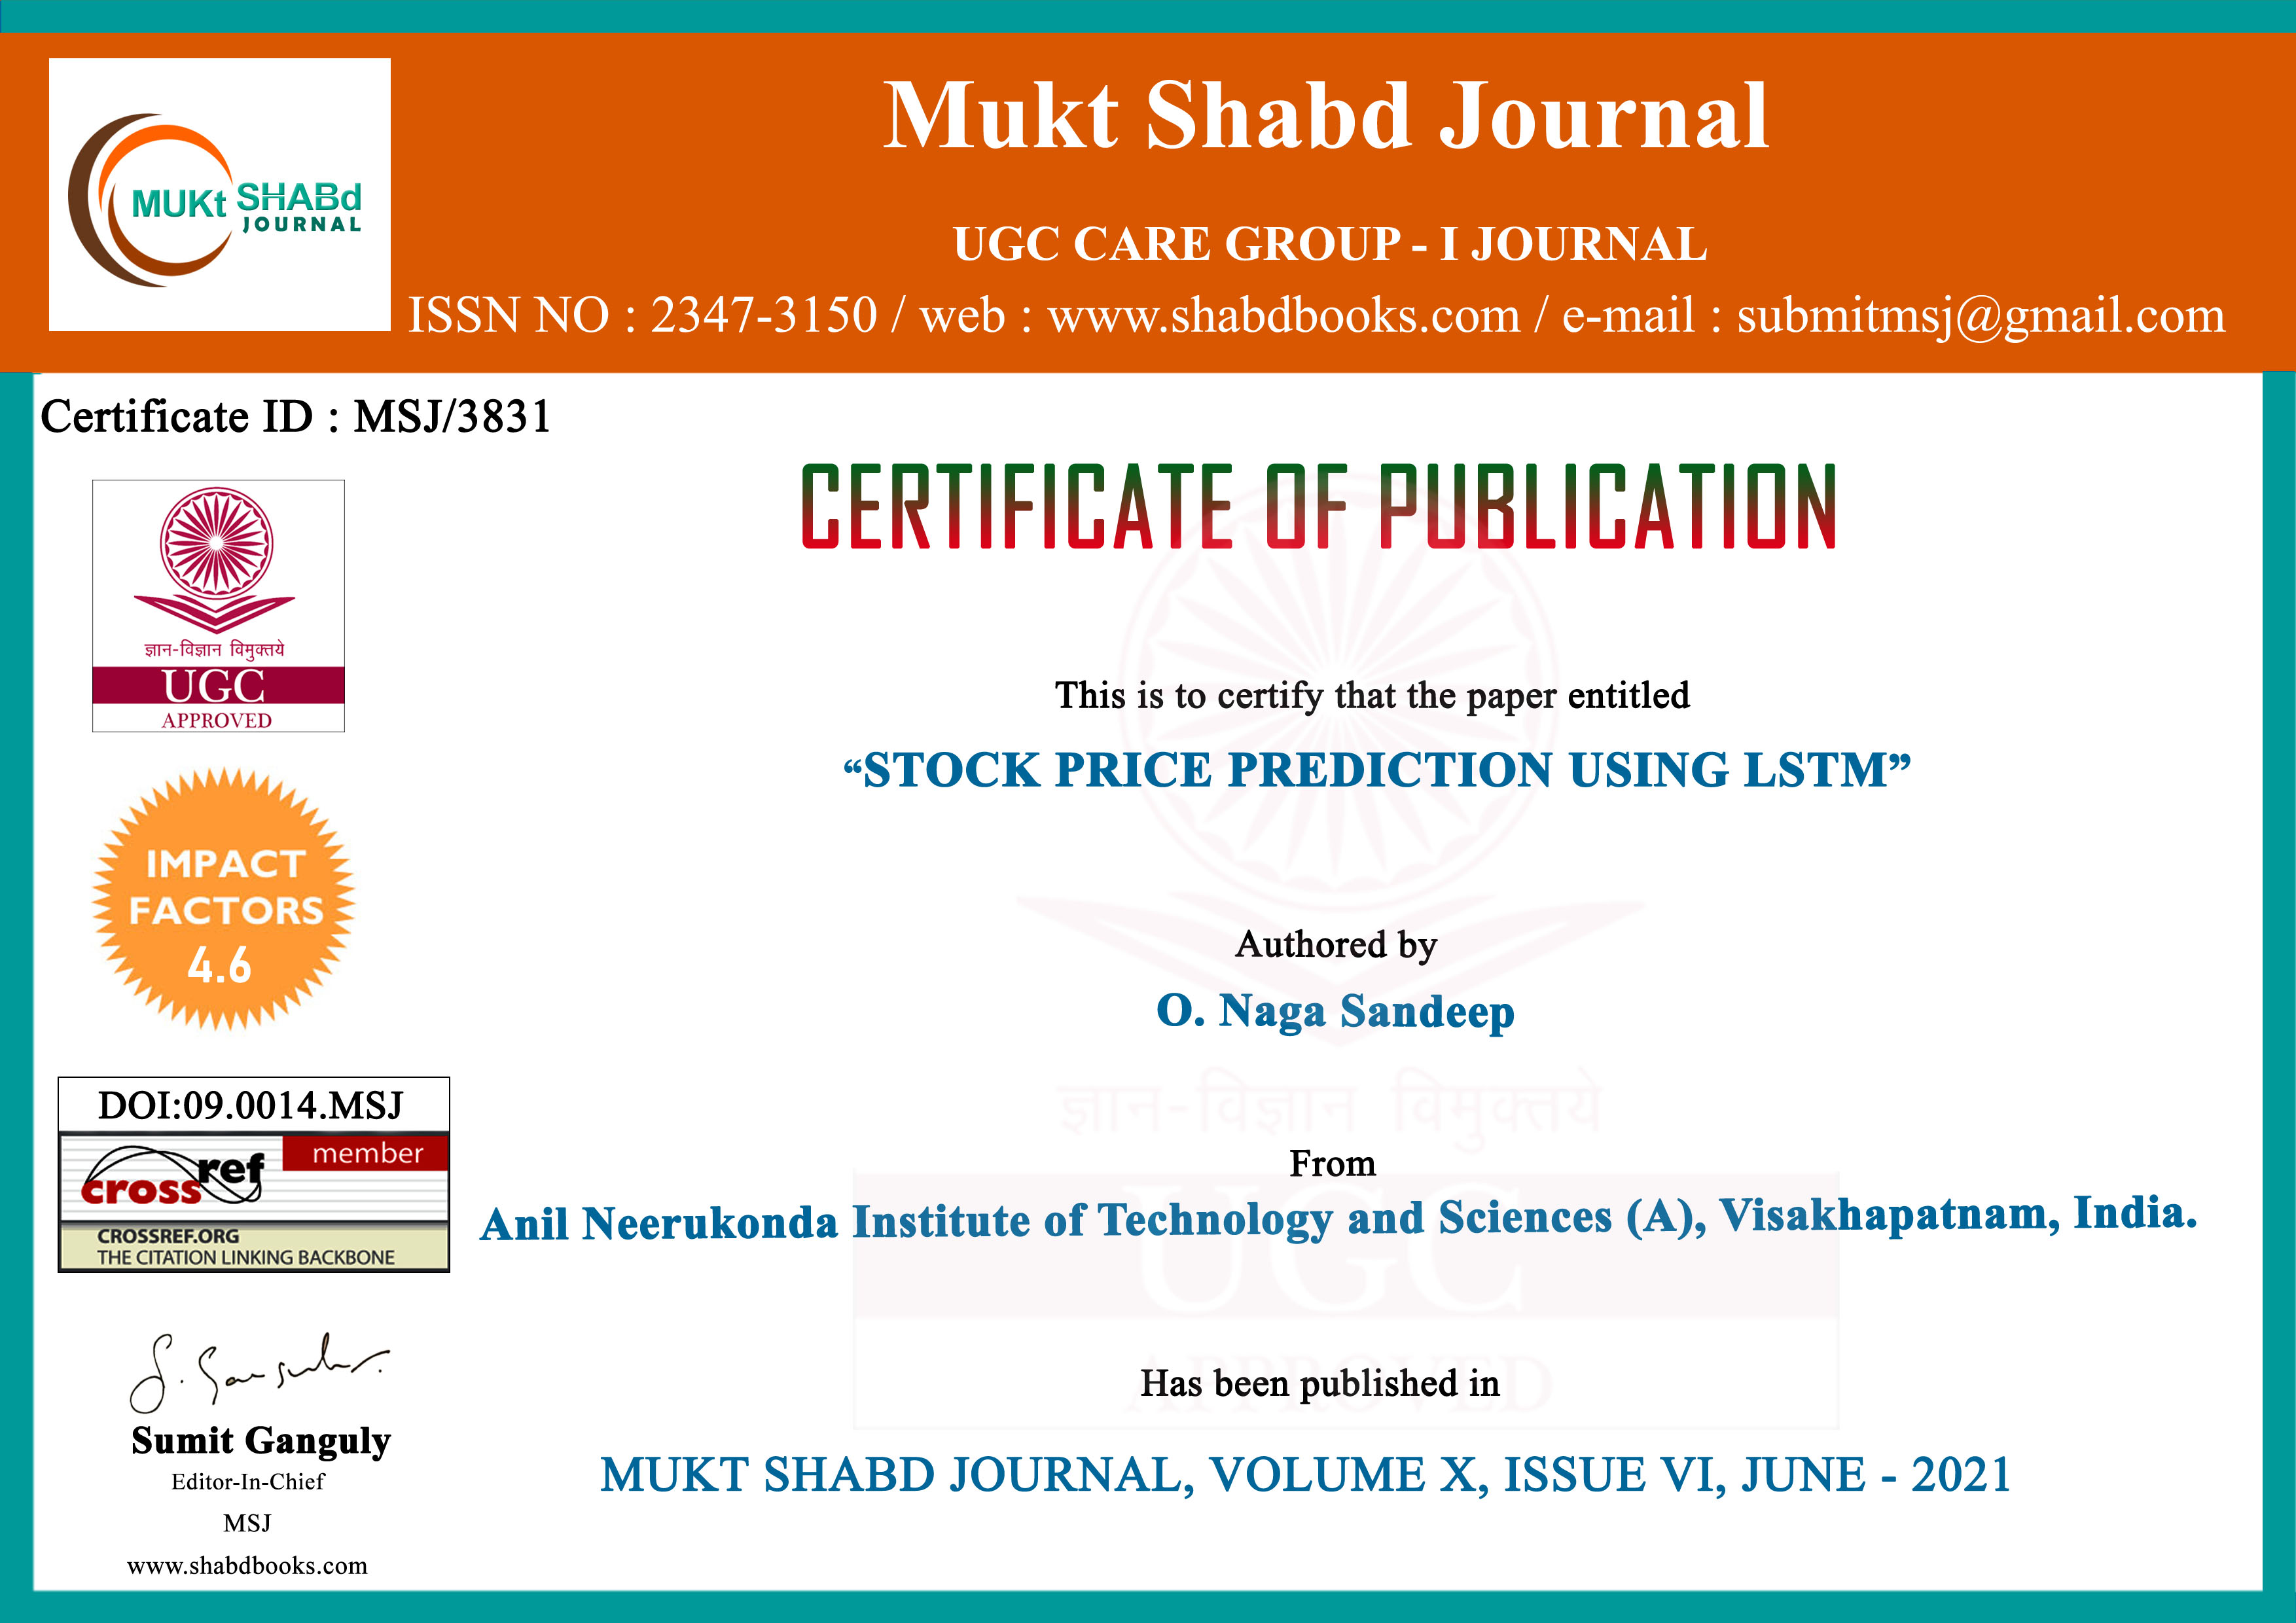 MUKt SHABd
JOURNAL
Mukt Shabd Journal
UGC CARE GROUP - I JOURNAL
ISSN NO : 2347-3150 / web : www.shabdbooks.com / e-mail : submitmsj@gmail.com
Certificate ID : MSJ/3831
CERTIFICATE OF PUBLICATION
ज्ञान-विज्ञान विमुक्तये
UGC
APPROVED
This is to certify that the paper entitled
“STOCK PRICE PREDICTION USING LSTM”
IMPACT
FACTORS
4.6
Authored by
O. Naga Sandeep
DOI:09.0014.MSJ
crossref member
CROSSREF.ORG
THE CITATION LINKING BACKBONE
ज्ञान-विज्ञान विमुक्तये
From
Anil Neerukonda Institute of Technology and Sciences (A), Visakhapatnam, India.
UGC
APPROVED
Has been published in
MUKT SHABD JOURNAL, VOLUME X, ISSUE VI, JUNE - 2021
S. Ganguly
Sumit Ganguly
Editor-In-Chief
MSJ
www.shabdbooks.com